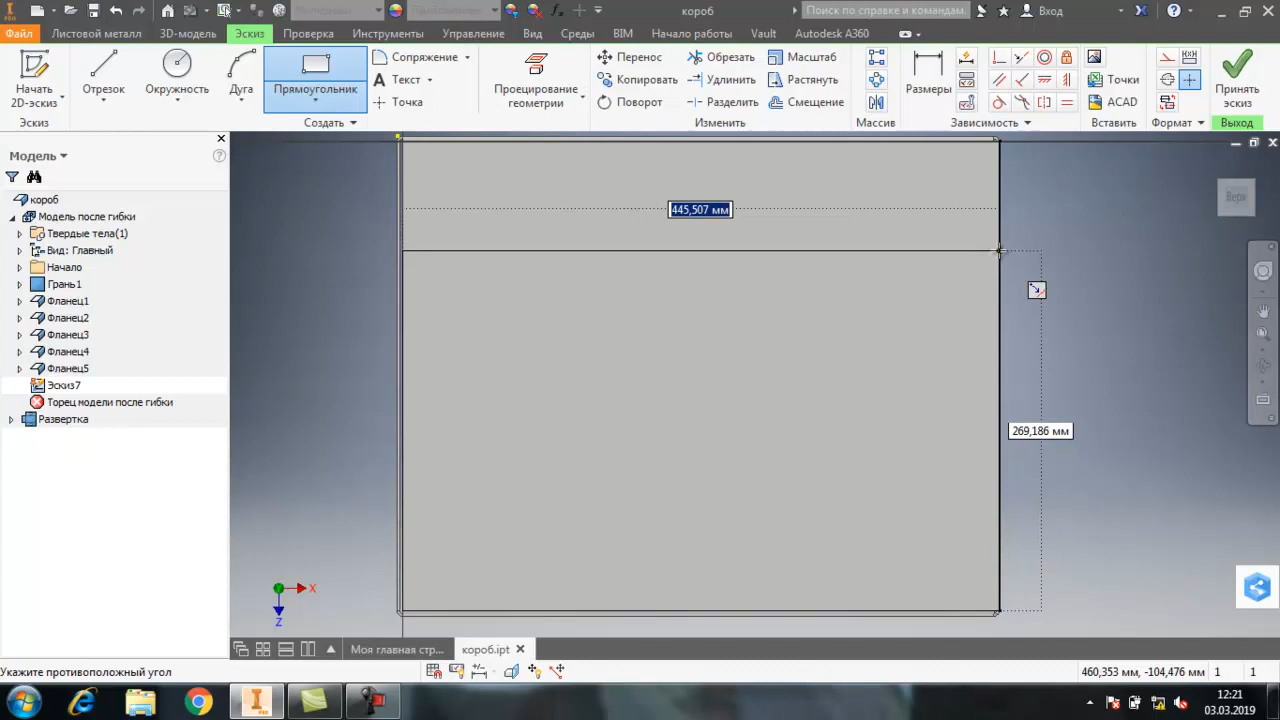 Материал
Представление
короб
Поиск по справке и команд...
Вход
Файл
Листовой металл
3D-модель
Эскиз
Проверка
Инструменты
Управление
Вид
Среды
BIM
Начало работы
Vault
Autodesk A360
Начать
2D-эскиз
Отрезок
Окружность
Дуга
Прямоугольник
Сопряжение
Текст
Точка
Проецирование
геометрии
Перенос
Копировать
Поворот
Обрезать
Удлинить
Разделить
Масштаб
Растянуть
Смещение
Размеры
Точки
ACAD
Принять
эскиз
Эскиз
Создать
Изменить
Массив
Зависимость
Вставить
Формат
Выход
Модель
короб
Модель после гибки
Твердые тела(1)
Вид: Главный
Начало
Грань1
Фланец1
Фланец2
Фланец3
Фланец4
Фланец5
Эскиз7
Торец модели после гибки
Развертка
445,507 мм
269,186 мм
Верх
X
Z
Моя главная стр...
короб.ipt
Укажите противоположный угол
460,353 мм, -104,476 мм
1
1
12:21
03.03.2019